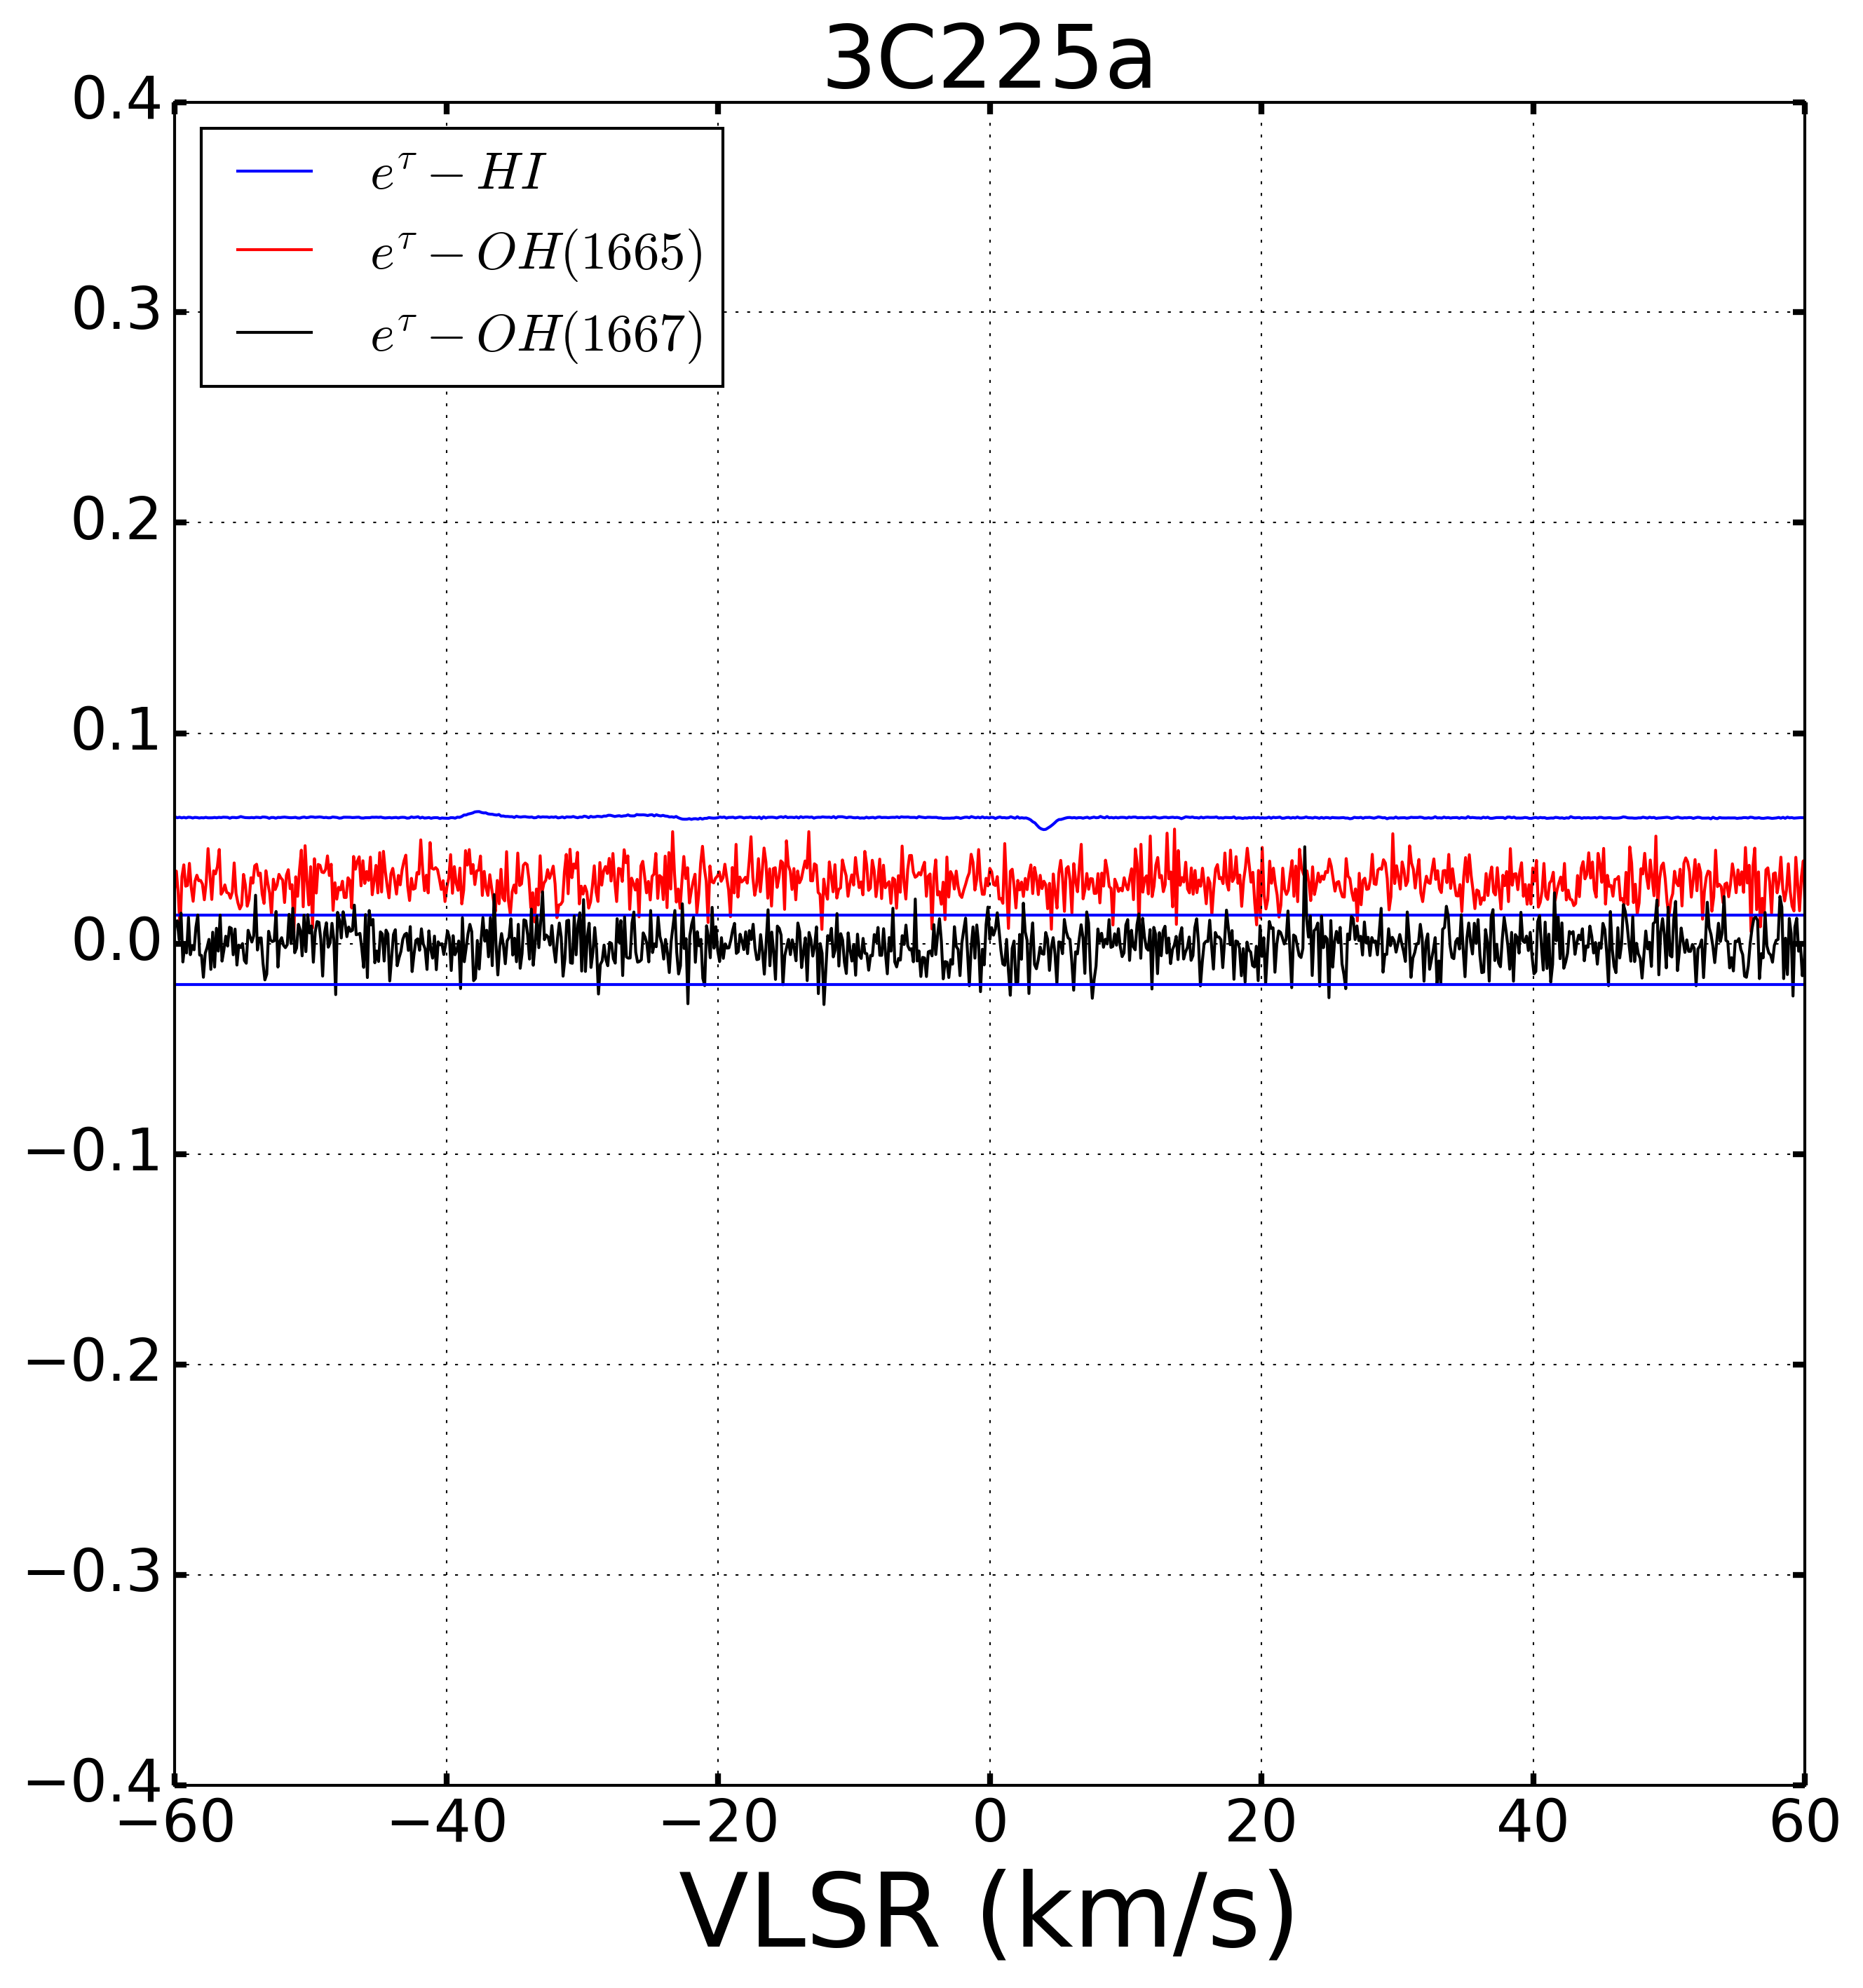 3C225a
e^τ − HI
e^τ − OH(1665)
e^τ − OH(1667)
0.4
0.3
0.2
0.1
0.0
−0.1
−0.2
−0.3
−0.4
−60 −40 −20 0 20 40 60
VLSR (km/s)